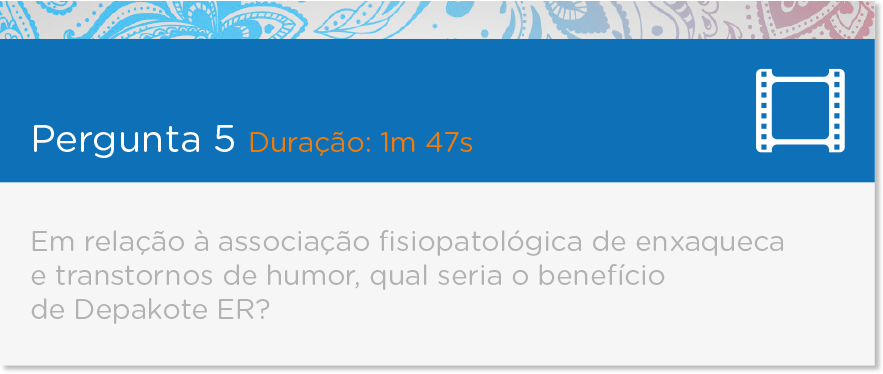 Pergunta 5 Duração: 1m 47s
Em relação à associação fisiopatológica de enxaqueca
e transtornos de humor, qual seria o benefício
de Depakote ER?